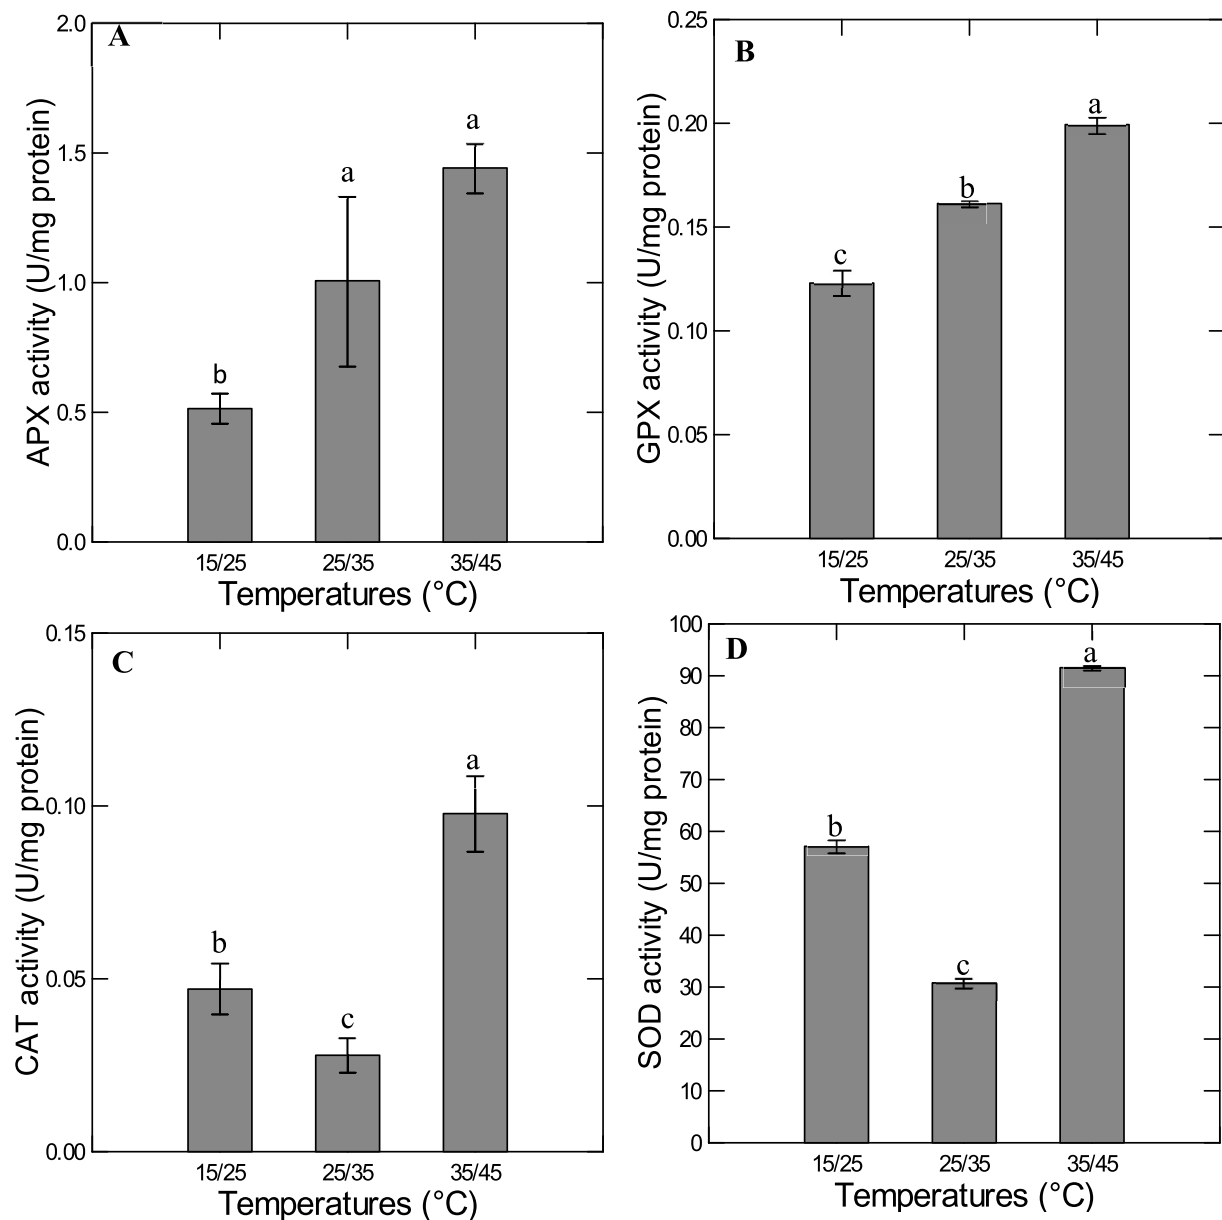 A
APX activity (U/mg protein)
2.0
1.5
1.0
0.5
0.0
b
a
a
15/25 25/35 35/45
Temperatures (°C)
B
GPX activity (U/mg protein)
0.25
0.20
0.15
0.10
0.05
0.00
c
b
a
15/25 25/35 35/45
Temperatures (°C)
C
CAT activity (U/mg protein)
0.15
0.10
0.05
0.00
b
c
a
15/25 25/35 35/45
Temperatures (°C)
D
SOD activity (U/mg protein)
100
90
80
70
60
50
40
30
20
10
0
b
c
a
15/25 25/35 35/45
Temperatures (°C)